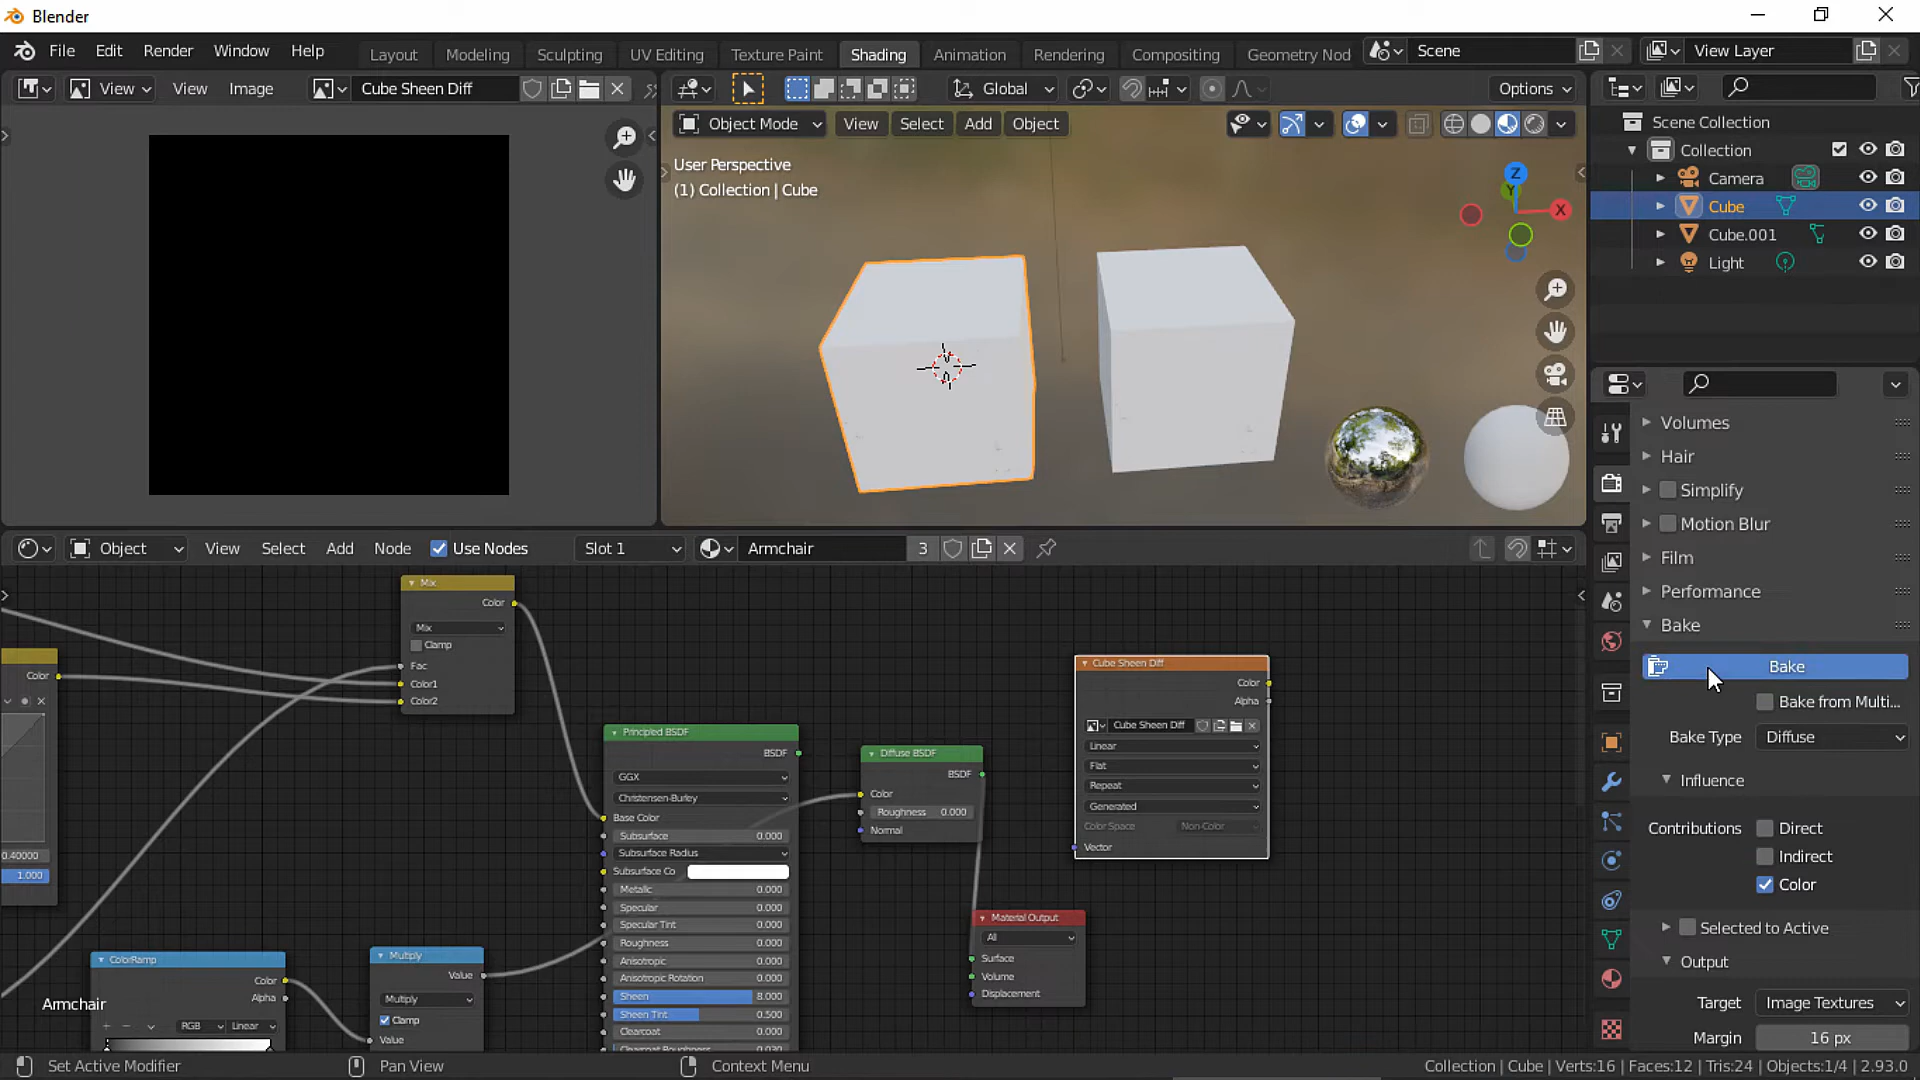 Blender
File Edit Render Window Help
Layout Modeling Sculpting UV Editing Texture Paint Shading Animation Rendering Compositing Geometry Nod
Scene
View Layer
View View Image Cube Sheen Diff
Global
Options
Object Mode View Select Add Object
User Perspective
(1) Collection | Cube
Z
Y
X
Scene Collection
Collection
Camera
Cube
Cube.001
Light
Volumes
Hair
Simplify
Motion Blur
Film
Performance
Bake
Bake
Bake from Multi...
Bake Type Diffuse
Influence
Contributions Direct
Indirect
Color
Selected to Active
Output
Target Image Textures
Margin 16 px
Object View Select Add Node Use Nodes Slot 1 Armchair 3
Color
0.40000
1.000
Mix
Color
Mix
Clamp
Fac
Color1
Color2
Principled BSDF
BSDF
GGX
Christensen-Burley
Base Color
Subsurface 0.000
Subsurface Radius
Subsurface Co
Metallic 0.000
Specular 0.000
Specular Tint 0.000
Roughness 0.000
Anisotropic 0.000
Anisotropic Rotation 0.000
Sheen 8.000
Sheen Tint 0.500
Clearcoat 0.000
Clearcoat Roughness 0.030
Diffuse BSDF
BSDF
Color
Roughness 0.000
Normal
Cube Sheen Diff
Color
Alpha
Cube Sheen Diff
Linear
Flat
Repeat
Generated
Color Space Non-Color
Vector
Material Output
All
Surface
Volume
Displacement
ColorRamp
Color
Alpha
RGB Linear
Multiply
Value
Multiply
Clamp
Value
Armchair
Set Active Modifier Pan View Context Menu Collection | Cube | Verts:16 | Faces:12 | Tris:24 | Objects:1/4 | 2.93.0